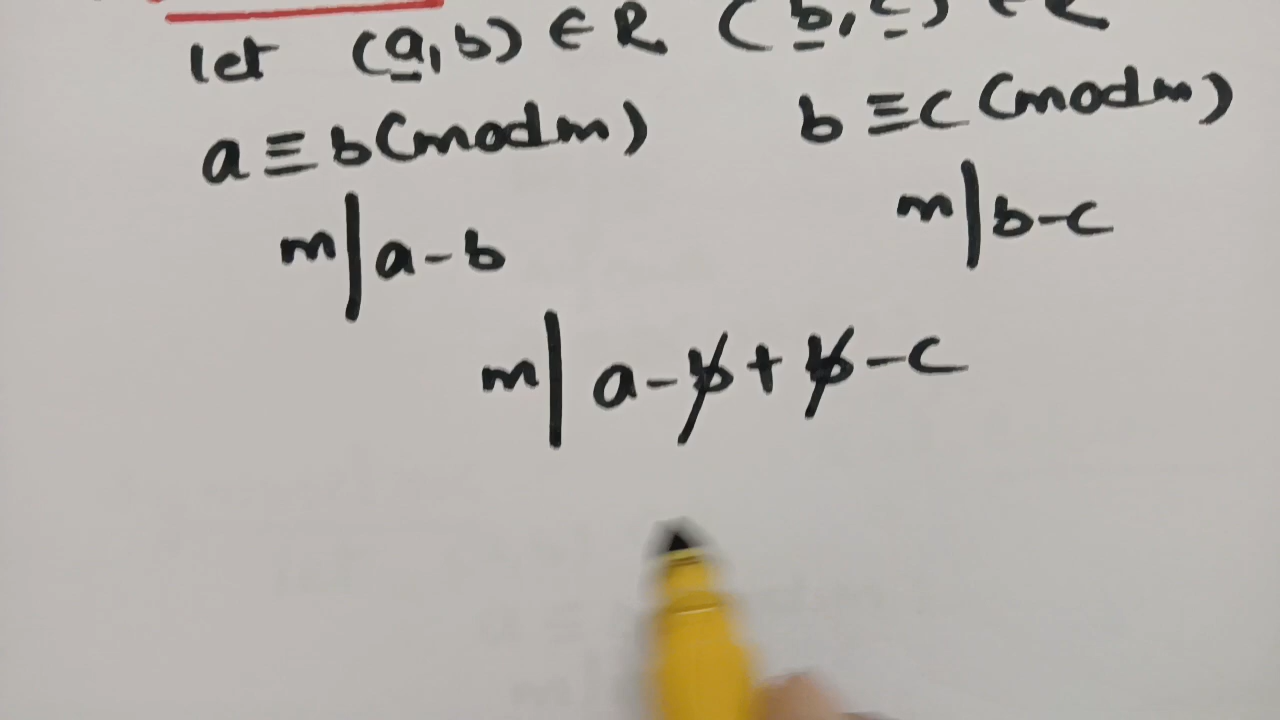 let (a,b) ∈ R (b,c) ∈ R
a ≡ b (mod m) b ≡ c (mod m)
m | a-b m | b-c
m | a-b+b-c